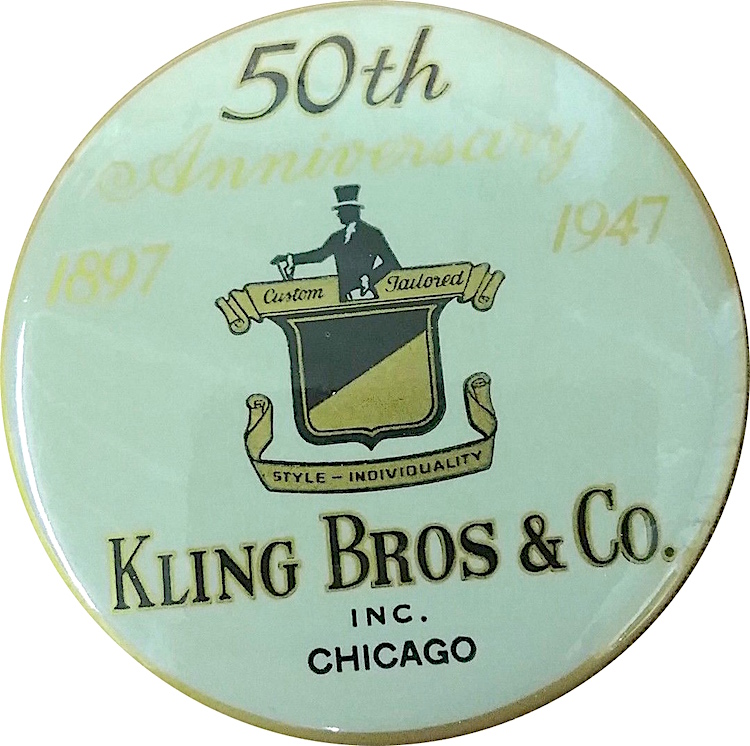 50th
Anniversary
1897 1947
Custom Tailored
STYLE - INDIVIDUALITY
KLING BROS & CO.
INC.
CHICAGO